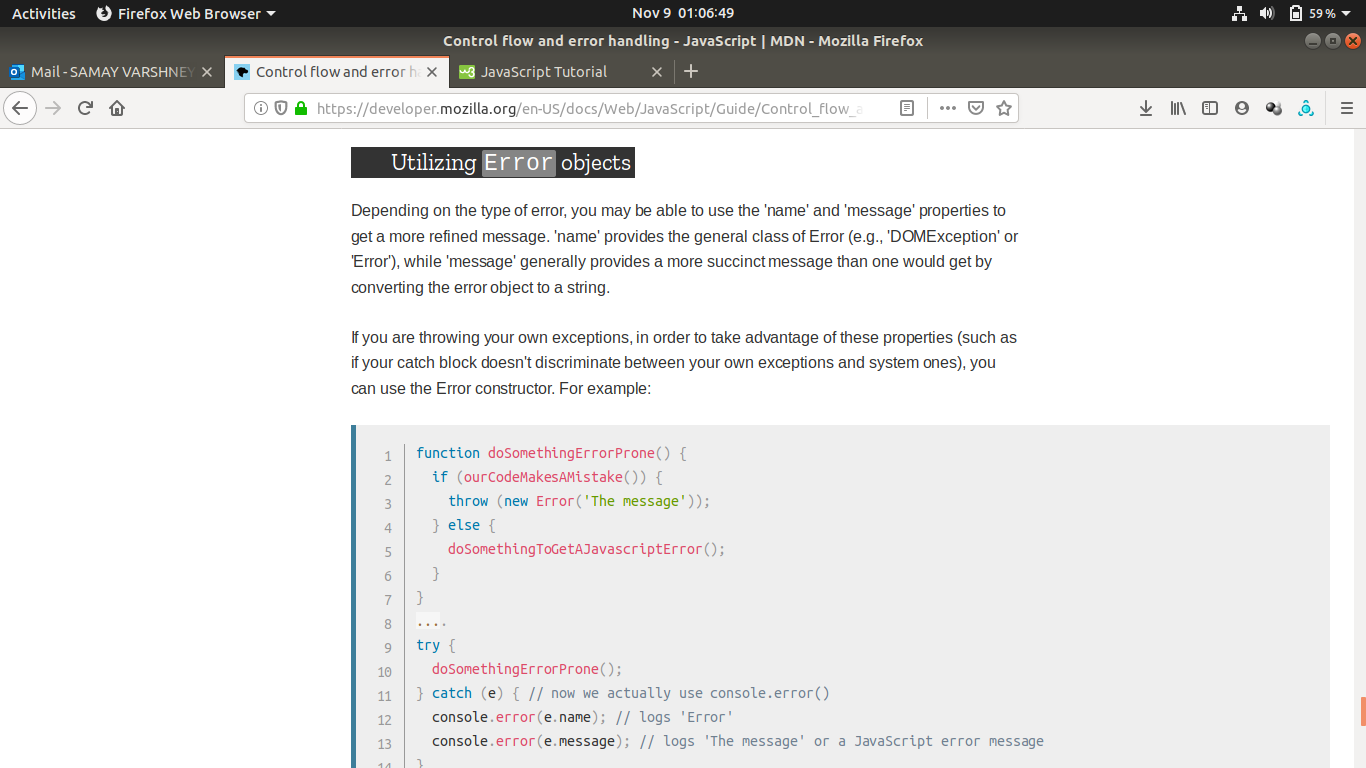 Activities Firefox Web Browser Nov 9 01:06:49 59%
Control flow and error handling - JavaScript | MDN - Mozilla Firefox
Mail - SAMAY VARSHNEY Control flow and error h JavaScript Tutorial
https://developer.mozilla.org/en-US/docs/Web/JavaScript/Guide/Control_flow_a
Utilizing Error objects
Depending on the type of error, you may be able to use the 'name' and 'message' properties to
get a more refined message. 'name' provides the general class of Error (e.g., 'DOMException' or
'Error'), while 'message' generally provides a more succinct message than one would get by
converting the error object to a string.
If you are throwing your own exceptions, in order to take advantage of these properties (such as
if your catch block doesn't discriminate between your own exceptions and system ones), you
can use the Error constructor. For example:
1 function doSomethingErrorProne() {
2 if (ourCodeMakesAMistake()) {
3 throw (new Error('The message'));
4 } else {
5 doSomethingToGetAJavascriptError();
6 }
7 }
8 ....
9 try {
10 doSomethingErrorProne();
11 } catch (e) { // now we actually use console.error()
12 console.error(e.name); // logs 'Error'
13 console.error(e.message); // logs 'The message' or a JavaScript error message
14 }